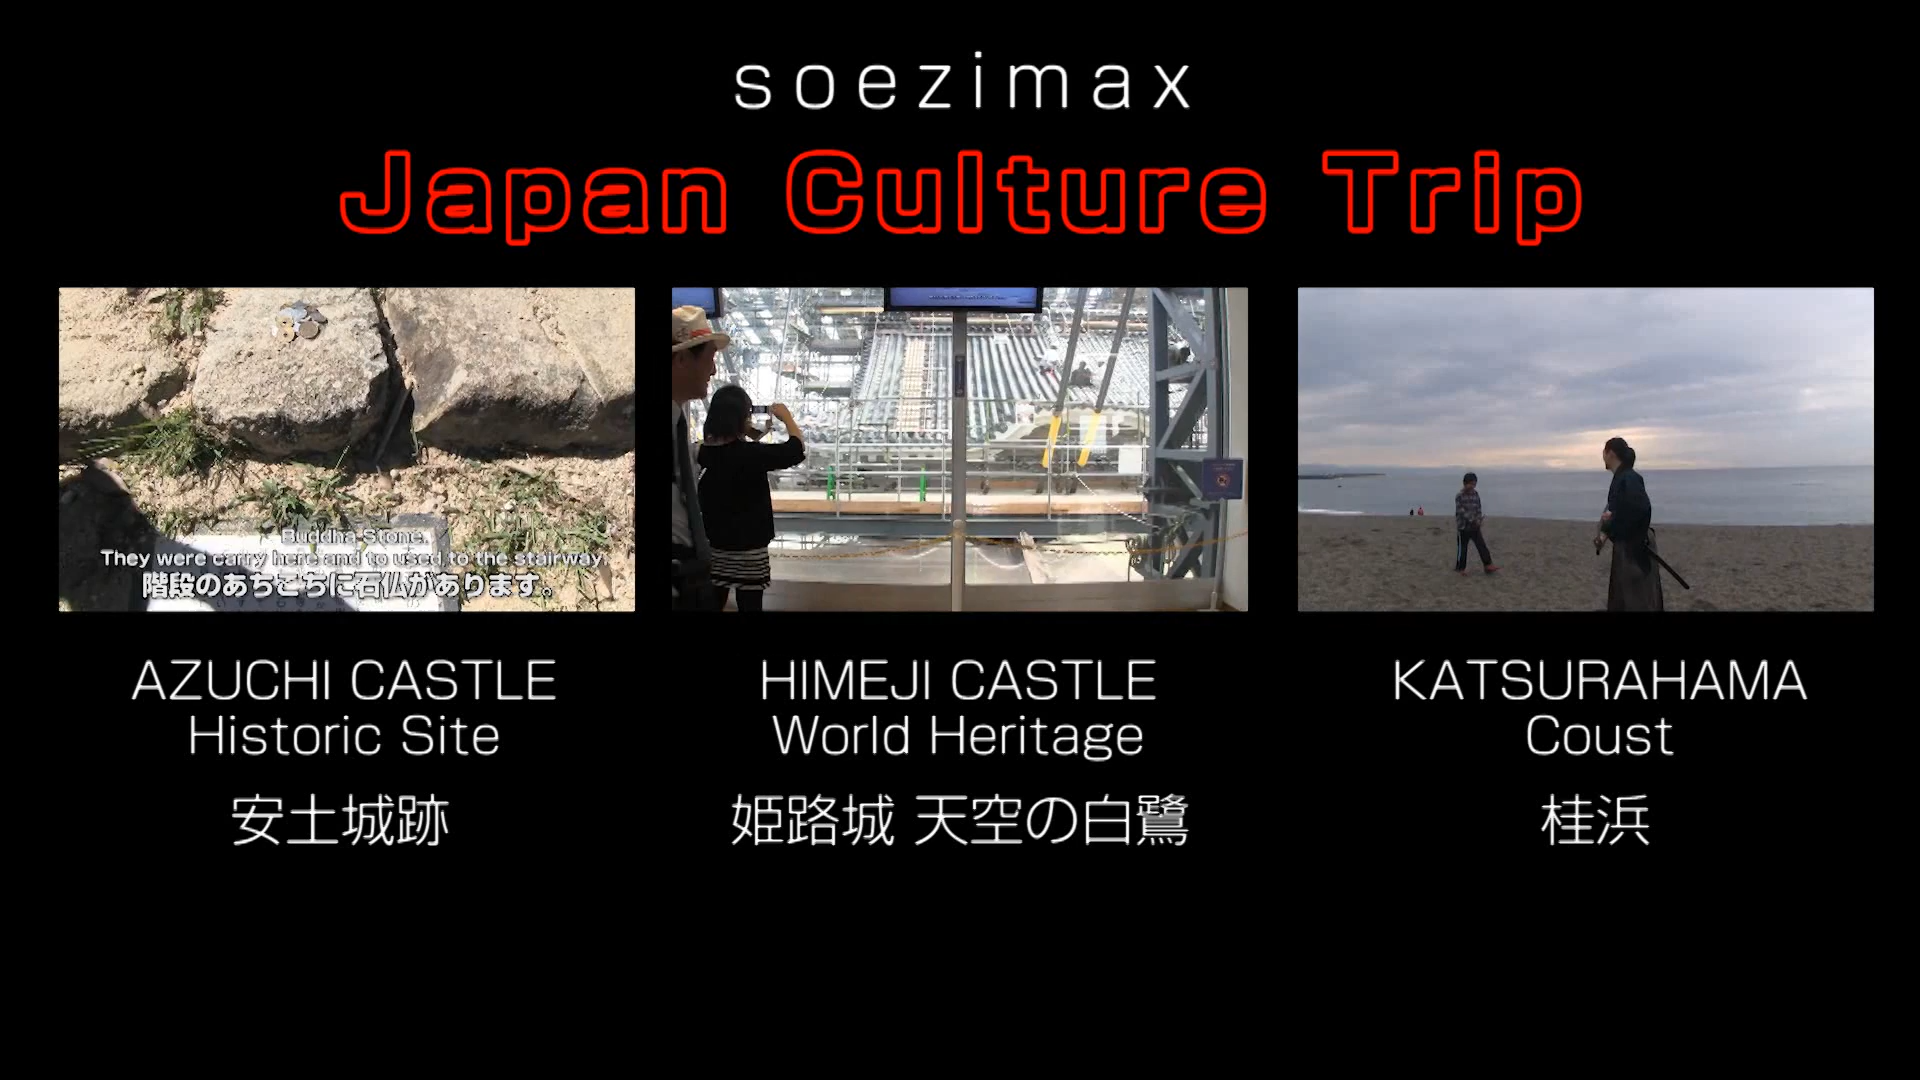 soezimax
Japan Culture Trip
Buddha Stone.
They were carry here and to used to the stairway.
階段のあちこちに石仏があります。
AZUCHI CASTLE
Historic Site
安土城跡
HIMEJI CASTLE
World Heritage
姫路城 天空の白鷺
KATSURAHAMA
Coust
桂浜